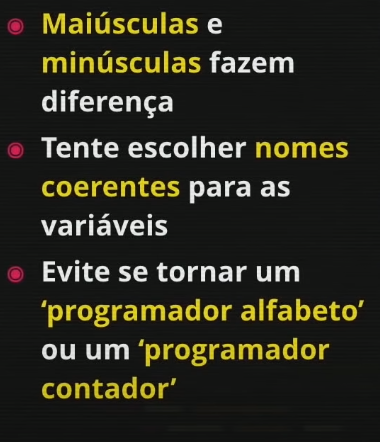 Maiúsculas e
minúsculas fazem
diferença
Tente escolher nomes
coerentes para as
variáveis
Evite se tornar um
‘programador alfabeto’
ou um ‘programador
contador’